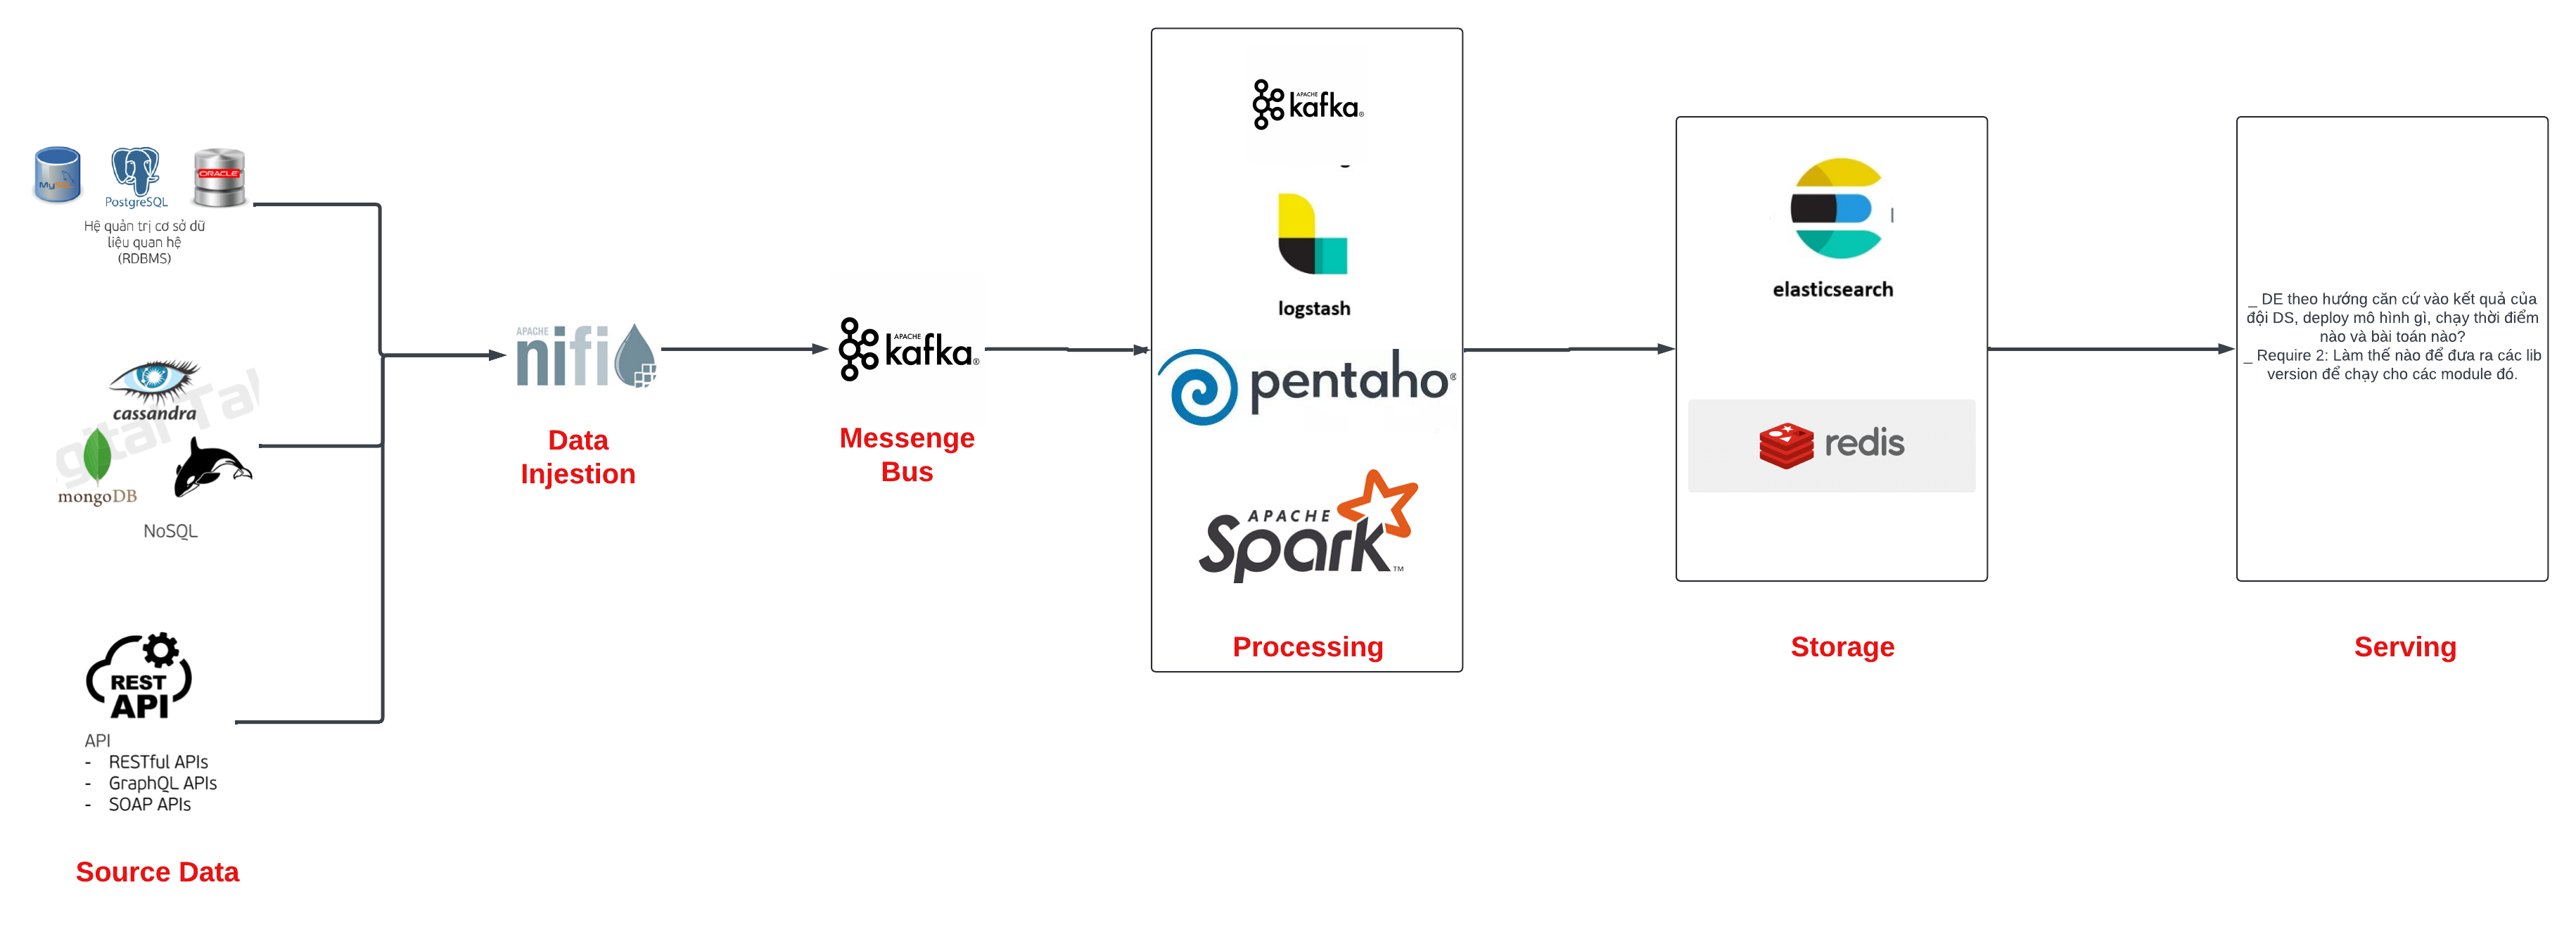 MySQL
PostgreSQL
ORACLE
Hệ quản trị cơ sở dữ
liệu quan hệ
(RDBMS)
cassandra
gital Tal
mongoDB
NoSQL
REST
API
API
- RESTful APIs
- GraphQL APIs
- SOAP APIs
Source Data
APACHE
nifi
Data
Injestion
APACHE
kafka®
Messenge
Bus
APACHE
kafka®
logstash
pentaho®
APACHE
Spark™
Processing
elasticsearch
redis
Storage
_ DE theo hướng căn cứ vào kết quả của
đội DS, deploy mô hình gì, chạy thời điểm
nào và bài toán nào?
_ Require 2: Làm thế nào để đưa ra các lib
version để chạy cho các module đó.
Serving